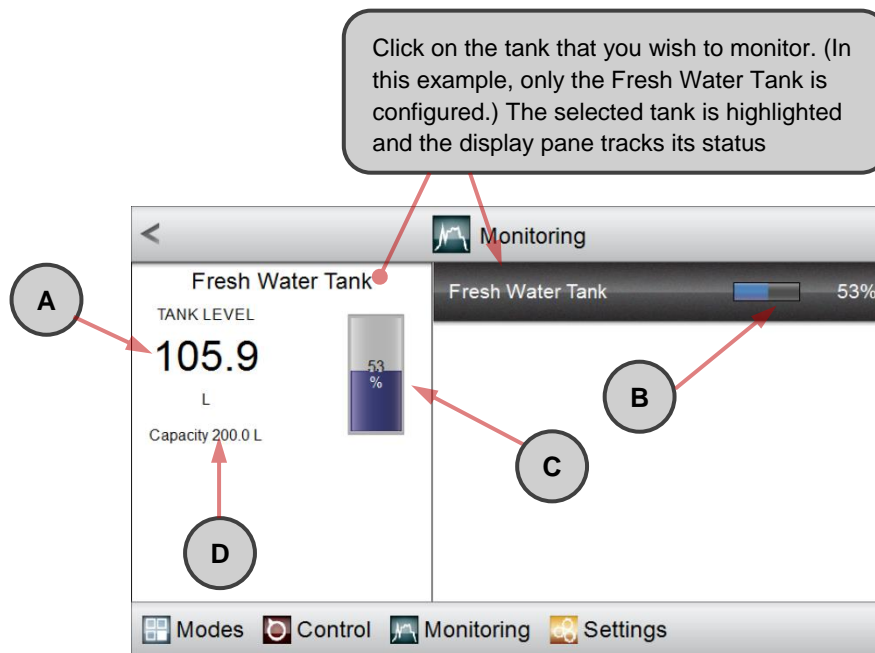 Click on the tank that you wish to monitor. (In
this example, only the Fresh Water Tank is
configured.) The selected tank is highlighted
and the display pane tracks its status
<
Monitoring
Fresh Water Tank
TANK LEVEL
105.9
L
Capacity 200.0 L
53
%
Fresh Water Tank
53%
A
B
C
D
Modes
Control
Monitoring
Settings